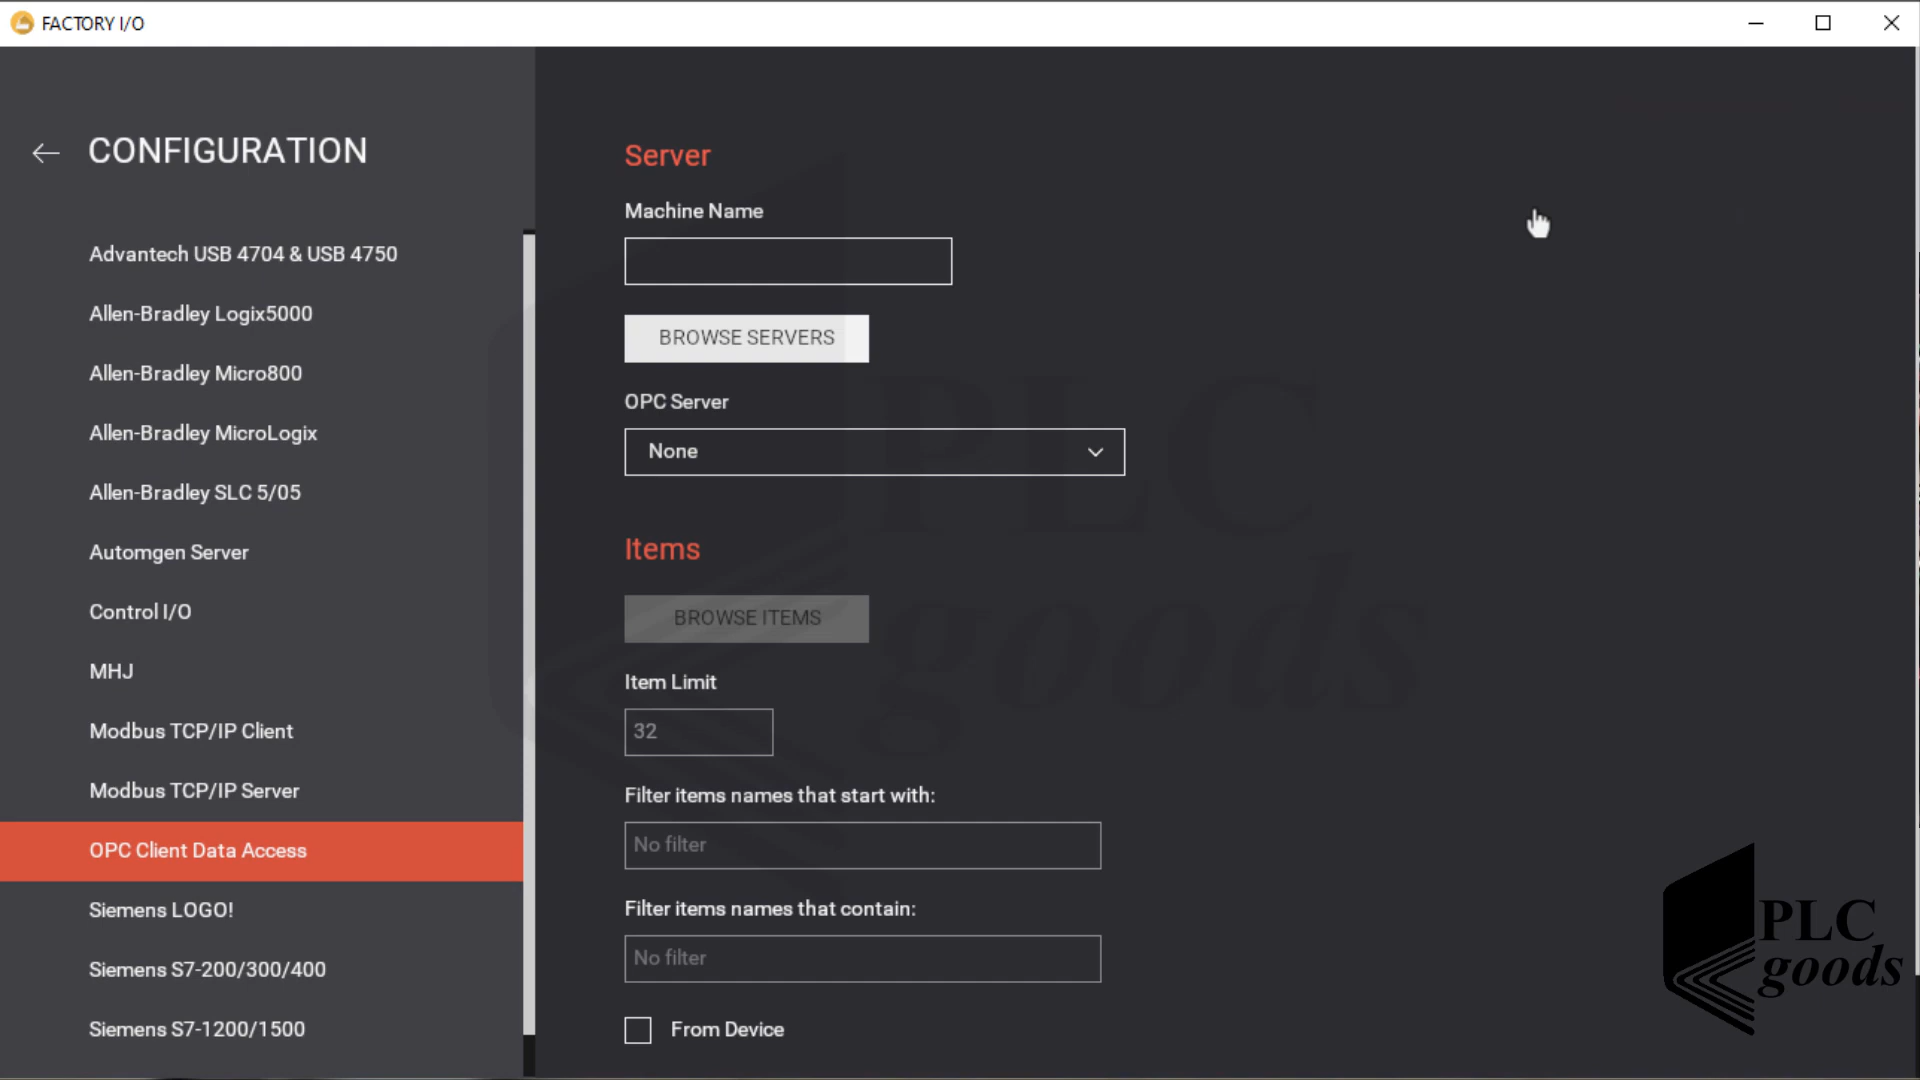 FACTORY I/O
CONFIGURATION
Advantech USB 4704 & USB 4750
Allen-Bradley Logix5000
Allen-Bradley Micro800
Allen-Bradley MicroLogix
Allen-Bradley SLC 5/05
Automgen Server
Control I/O
MHJ
Modbus TCP/IP Client
Modbus TCP/IP Server
OPC Client Data Access
Siemens LOGO!
Siemens S7-200/300/400
Siemens S7-1200/1500
Server
Machine Name
BROWSE SERVERS
OPC Server
None
Items
BROWSE ITEMS
Item Limit
32
Filter items names that start with:
No filter
Filter items names that contain:
No filter
From Device
PLC
goods
PLC
goods